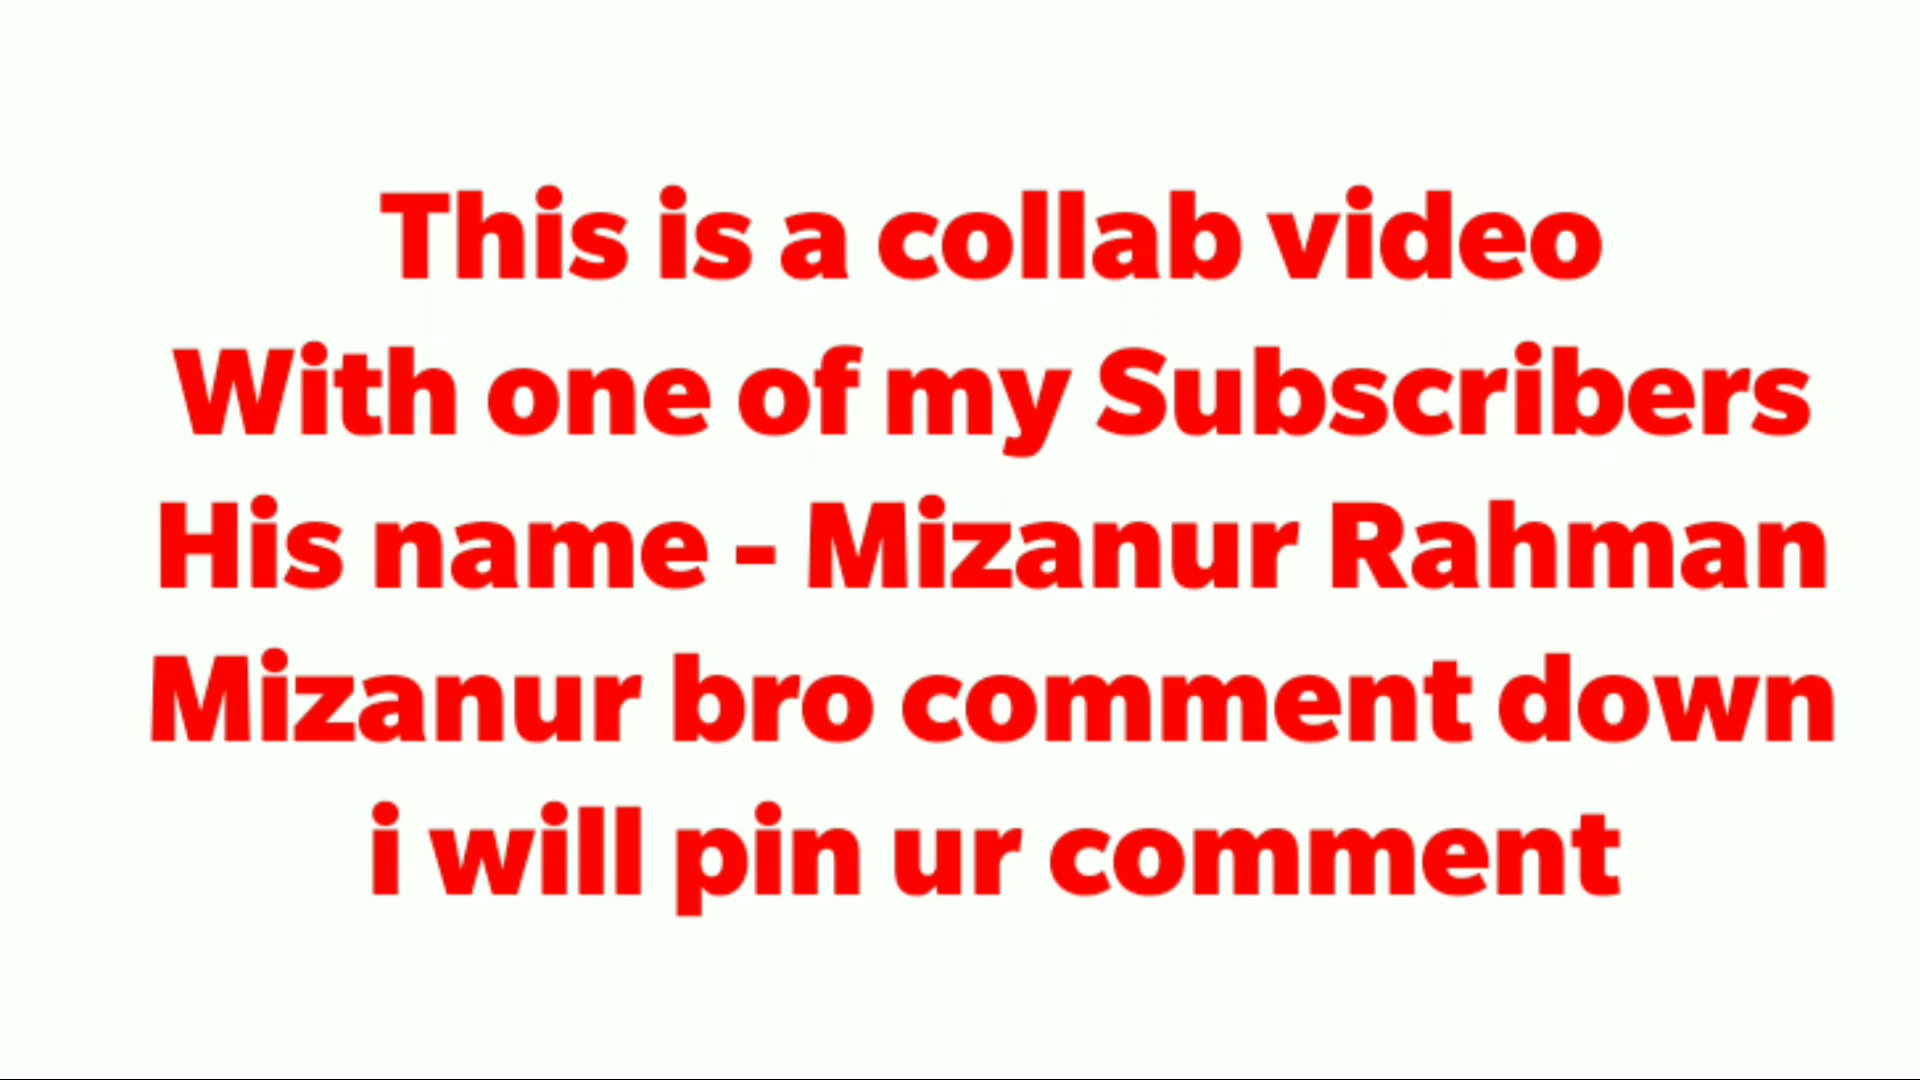 This is a collab video
With one of my Subscribers
His name - Mizanur Rahman
Mizanur bro comment down
i will pin ur comment